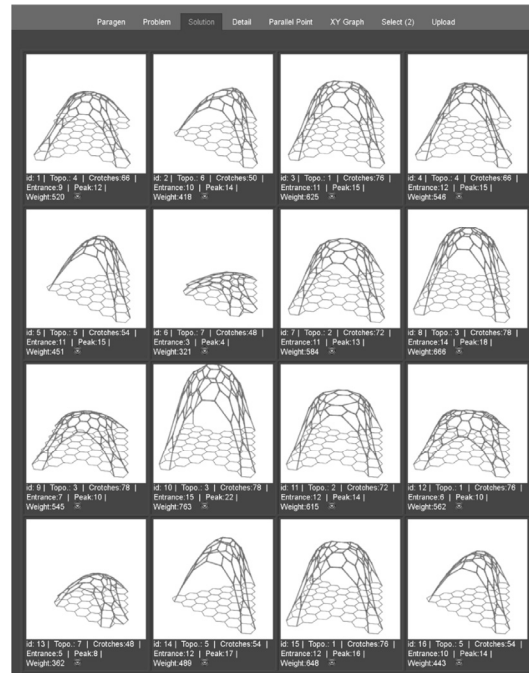 Paragen Problem Solution Detail Parallel Point XY Graph Select (2) Upload
id: 1 | Topo.: 4 | Crotches:66 |
Entrance:9 | Peak:12 |
Weight:520
id: 2 | Topo.: 6 | Crotches:50 |
Entrance:10 | Peak:14 |
Weight:418
id: 3 | Topo.: 1 | Crotches:76 |
Entrance:11 | Peak:15 |
Weight:625
id: 4 | Topo.: 4 | Crotches:66 |
Entrance:12 | Peak:15 |
Weight:546
id: 5 | Topo.: 5 | Crotches:54 |
Entrance:11 | Peak:15 |
Weight:451
id: 6 | Topo.: 7 | Crotches:48 |
Entrance:3 | Peak:4 |
Weight:321
id: 7 | Topo.: 2 | Crotches:72 |
Entrance:11 | Peak:13 |
Weight:584
id: 8 | Topo.: 3 | Crotches:78 |
Entrance:14 | Peak:18 |
Weight:666
id: 9 | Topo.: 3 | Crotches:78 |
Entrance:7 | Peak:10 |
Weight:545
id: 10 | Topo.: 3 | Crotches:78 |
Entrance:15 | Peak:22 |
Weight:763
id: 11 | Topo.: 2 | Crotches:72 |
Entrance:12 | Peak:14 |
Weight:615
id: 12 | Topo.: 1 | Crotches:76 |
Entrance:6 | Peak:10 |
Weight:562
id: 13 | Topo.: 7 | Crotches:48 |
Entrance:5 | Peak:8 |
Weight:362
id: 14 | Topo.: 5 | Crotches:54 |
Entrance:12 | Peak:17 |
Weight:489
id: 15 | Topo.: 1 | Crotches:76 |
Entrance:12 | Peak:16 |
Weight:648
id: 16 | Topo.: 5 | Crotches:54 |
Entrance:10 | Peak:14 |
Weight:443